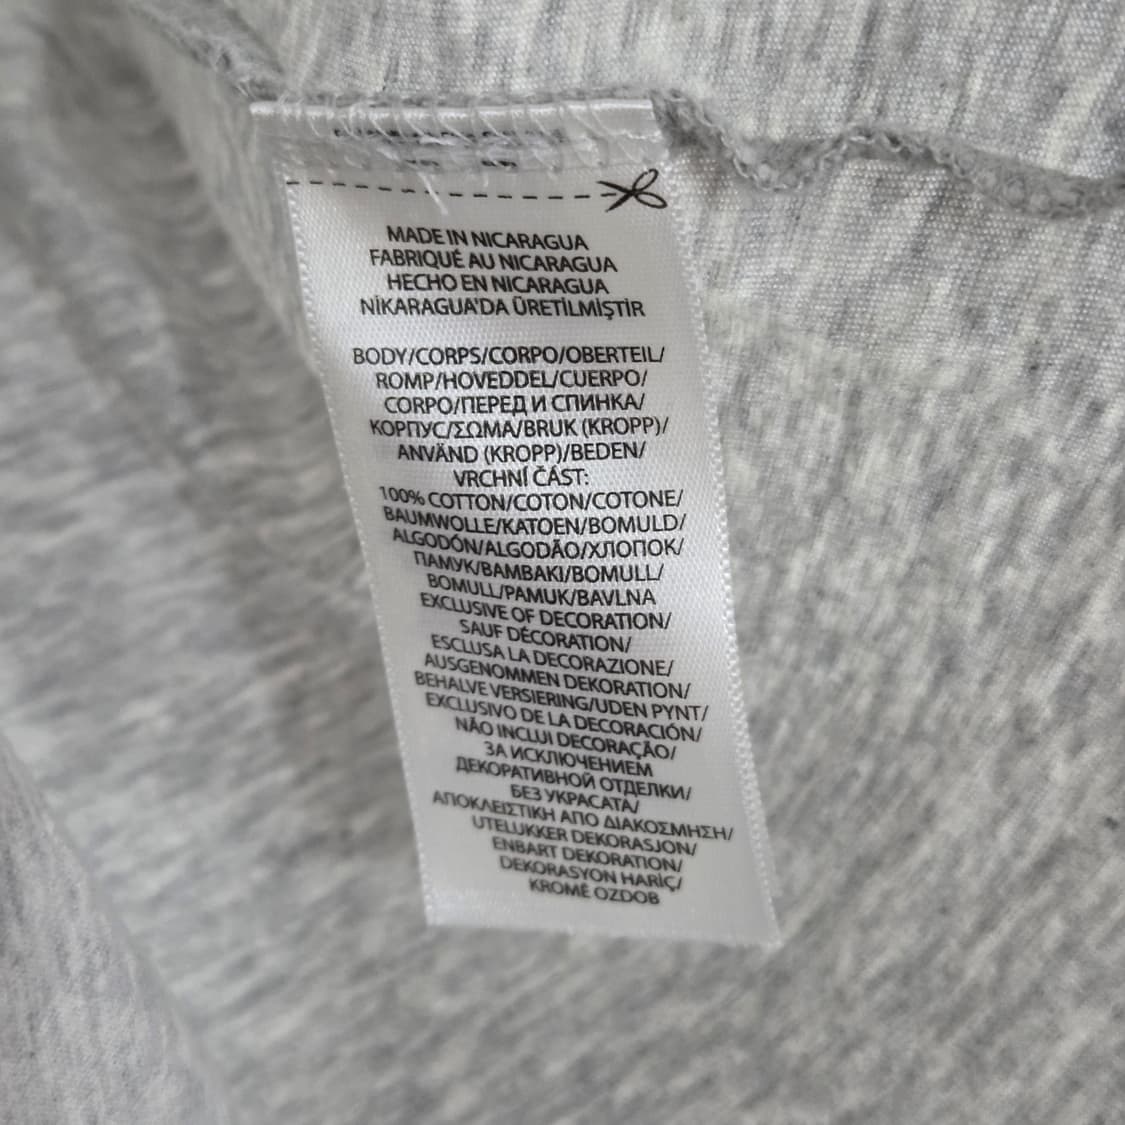 MADE IN NICARAGUA
FABRIQUÉ AU NICARAGUA
HECHO EN NICARAGUA
NİKARAGUA'DA ÜRETİLMİŞTİR
BODY/CORPS/CORPO/OBERTEIL/
ROMP/HOVEDDEL/CUERPO/
CORPO/ПЕРЕД И СПИНКА/
КОРПУС/ΣΩΜΑ/BRUK (KROPP)/
ANVÄND (KROPP)/BEDEN/
VRCHNÍ ČÁST:
100% COTTON/COTON/COTONE/
BAUMWOLLE/KATOEN/BOMULD/
ALGODÓN/ALGODÃO/ХЛОПОК/
ПАМУК/BAMBAKI/BOMULL/
BOMULL/PAMUK/BAVLNA
EXCLUSIVE OF DECORATION/
SAUF DÉCORATION/
ESCLUSA LA DECORAZIONE/
AUSGENOMMEN DEKORATION/
BEHALVE VERSIERING/UDEN PYNT/
EXCLUSIVO DE LA DECORACIÓN/
NÃO INCLUI DECORAÇÃO/
ЗА ИСКЛЮЧЕНИЕМ
ДЕКОРАТИВНОЙ ОТДЕЛКИ/
БЕЗ УКРАСАТА/
ΑΠΟΚΛΕΙΣΤΙΚΗ ΑΠΟ ΔΙΑΚΟΣΜΗΣΗ/
UTELUKKER DEKORASJON/
ENBART DEKORATION/
DEKORASYON HARİÇ/
KROMĚ OZDOB